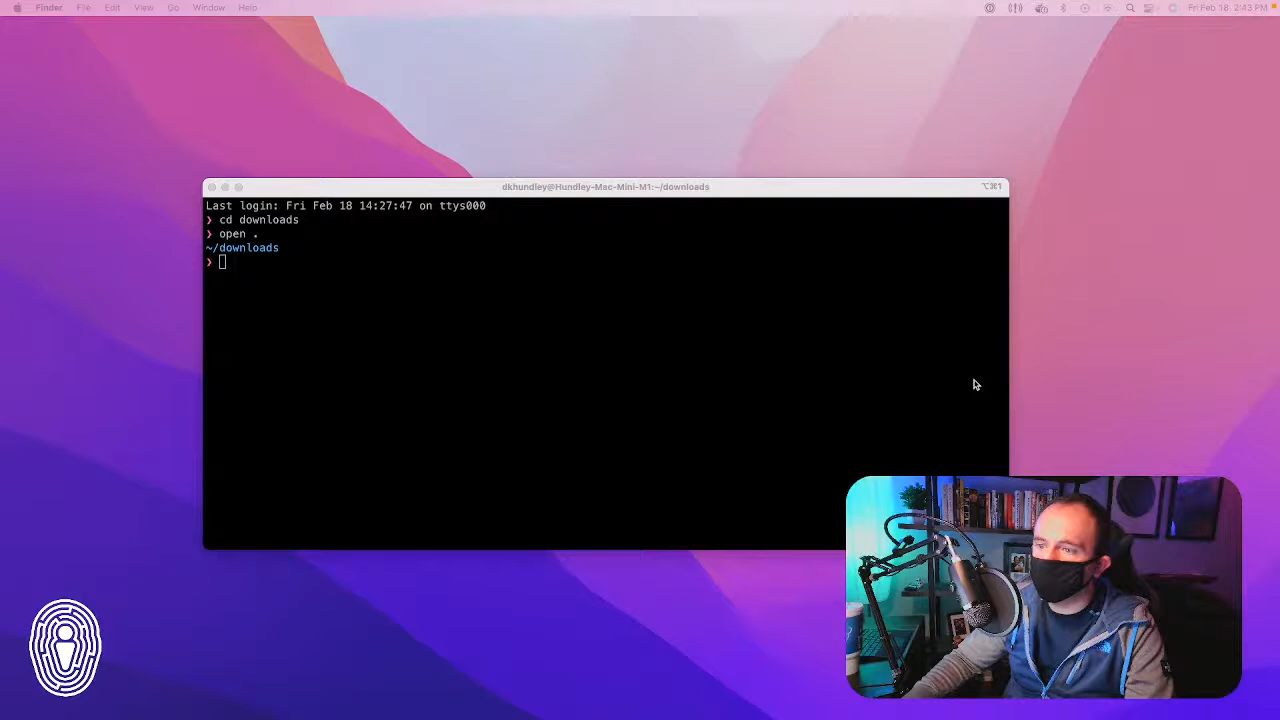 Finder File Edit View Go Window Help
Fri Feb 18 2:43 PM
dkhundley@Hundley-Mac-Mini-M1:~/downloads
⌥⌘1
Last login: Fri Feb 18 14:27:47 on ttys000
❯ cd downloads
❯ open .
~/downloads
❯